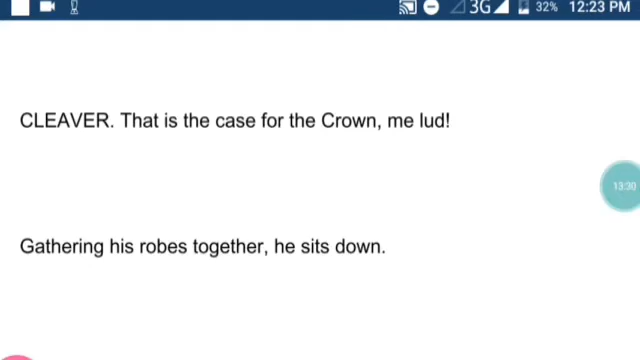 3G 32% 12:23 PM
CLEAVER. That is the case for the Crown, me lud!
13:30
Gathering his robes together, he sits down.